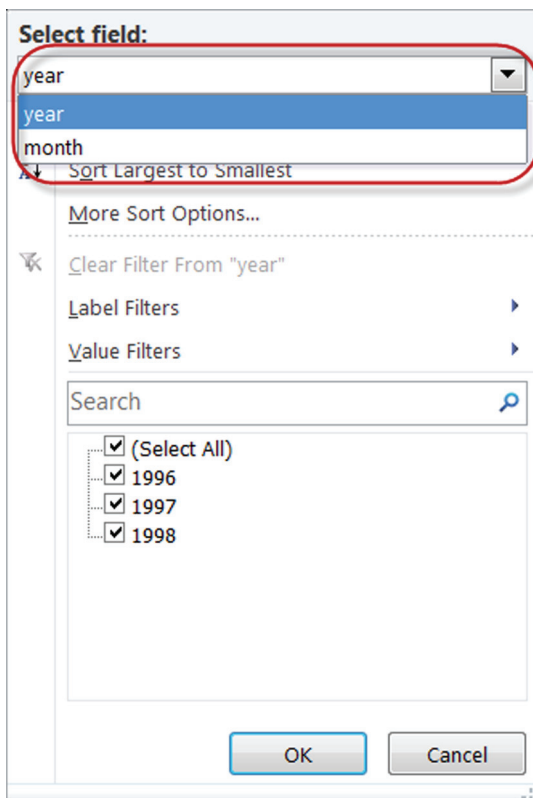 Select field:
year
year
month
Sort Largest to Smallest
More Sort Options...
Clear Filter From "year"
Label Filters
Value Filters
Search
(Select All)
1996
1997
1998
OK Cancel